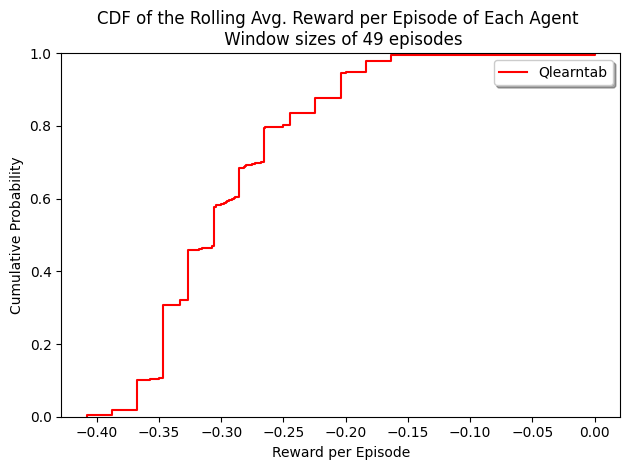 CDF of the Rolling Avg. Reward per Episode of Each Agent
Window sizes of 49 episodes
Qlearntab
Cumulative Probability
1.0
0.8
0.6
0.4
0.2
0.0
−0.40 −0.35 −0.30 −0.25 −0.20 −0.15 −0.10 −0.05 0.00
Reward per Episode